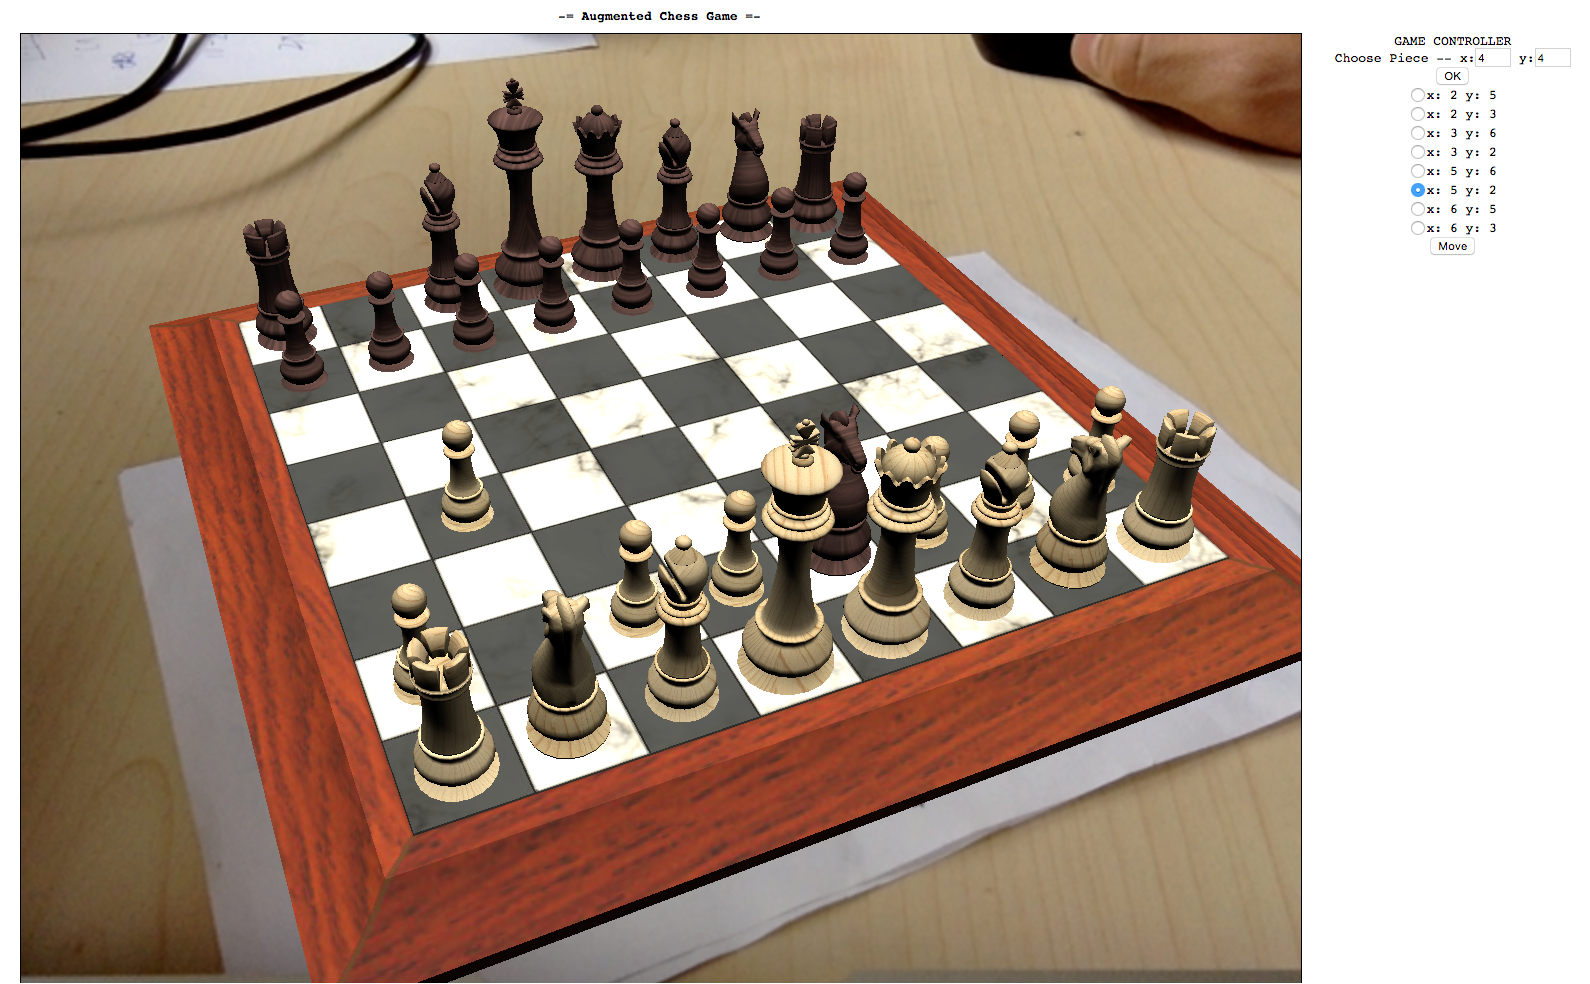 -= Augmented Chess Game =-
GAME CONTROLLER
Choose Piece -- x: 4 y: 4
OK
x: 2 y: 5
x: 2 y: 3
x: 3 y: 6
x: 3 y: 2
x: 5 y: 6
x: 5 y: 2
x: 6 y: 5
x: 6 y: 3
Move